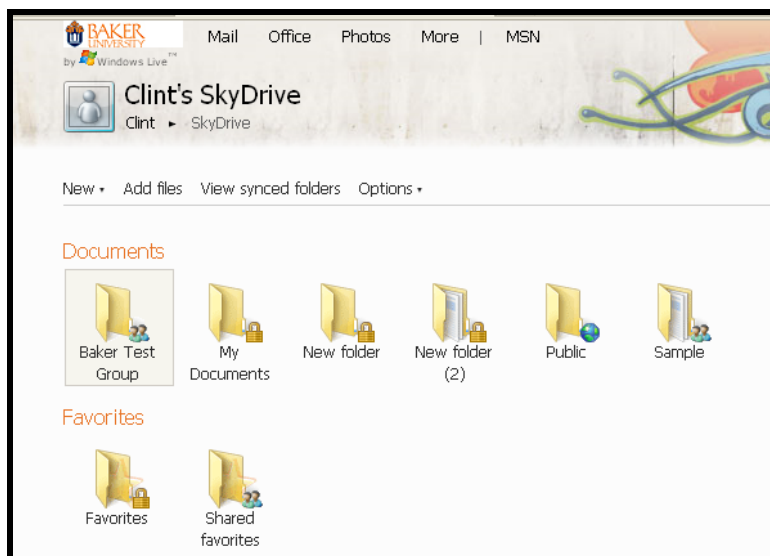 BAKER
UNIVERSITY
Mail Office Photos More | MSN
by Windows Live™
Clint's SkyDrive
Clint ▸ SkyDrive
New ▾ Add files View synced folders Options ▾
Documents
Baker Test
Group
My
Documents
New folder
New folder
(2)
Public
Sample
Favorites
Favorites
Shared
favorites